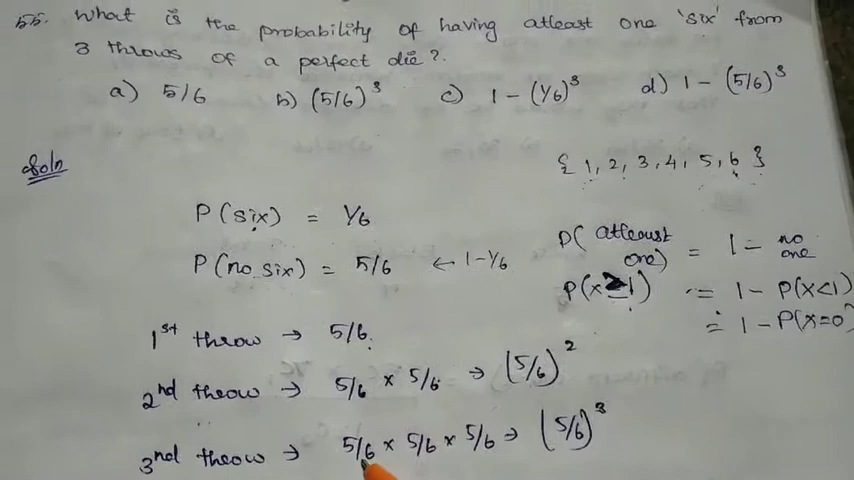 55. What is the probability of having atleast one 'six' from
3 throws of a perfect die?
a) 5/6 b) (5/6)³ c) 1 - (1/6)³ d) 1 - (5/6)³
Soln
{ 1, 2, 3, 4, 5, 6 }
P(six) = 1/6
P(no six) = 5/6 ← 1-1/6
P( atleast one) = 1 - no one
P(x≥1) = 1 - P(x<1)
= 1 - P(x=0)
1st throw → 5/6.
2nd throw → 5/6 × 5/6 → (5/6)²
3nd throw → 5/6 × 5/6 × 5/6 → (5/6)³